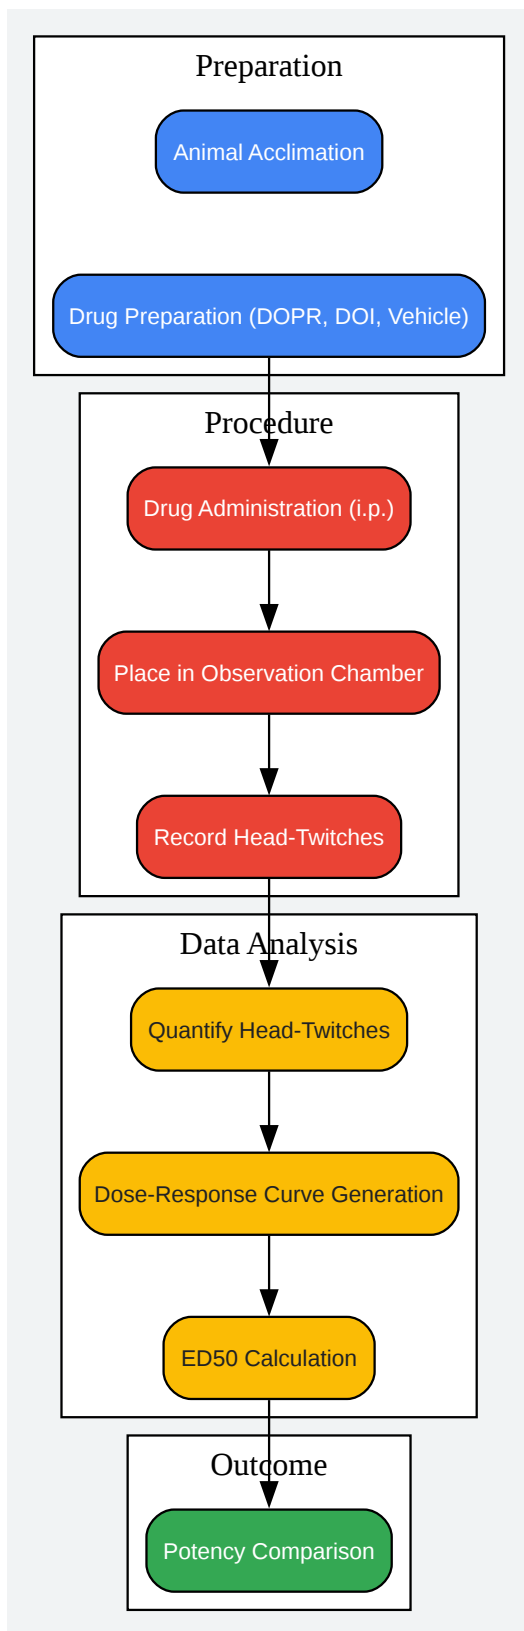 Preparation
Animal Acclimation
Drug Preparation (DOPR, DOI, Vehicle)
Procedure
Drug Administration (i.p.)
Place in Observation Chamber
Record Head-Twitches
Data Analysis
Quantify Head-Twitches
Dose-Response Curve Generation
ED50 Calculation
Outcome
Potency Comparison